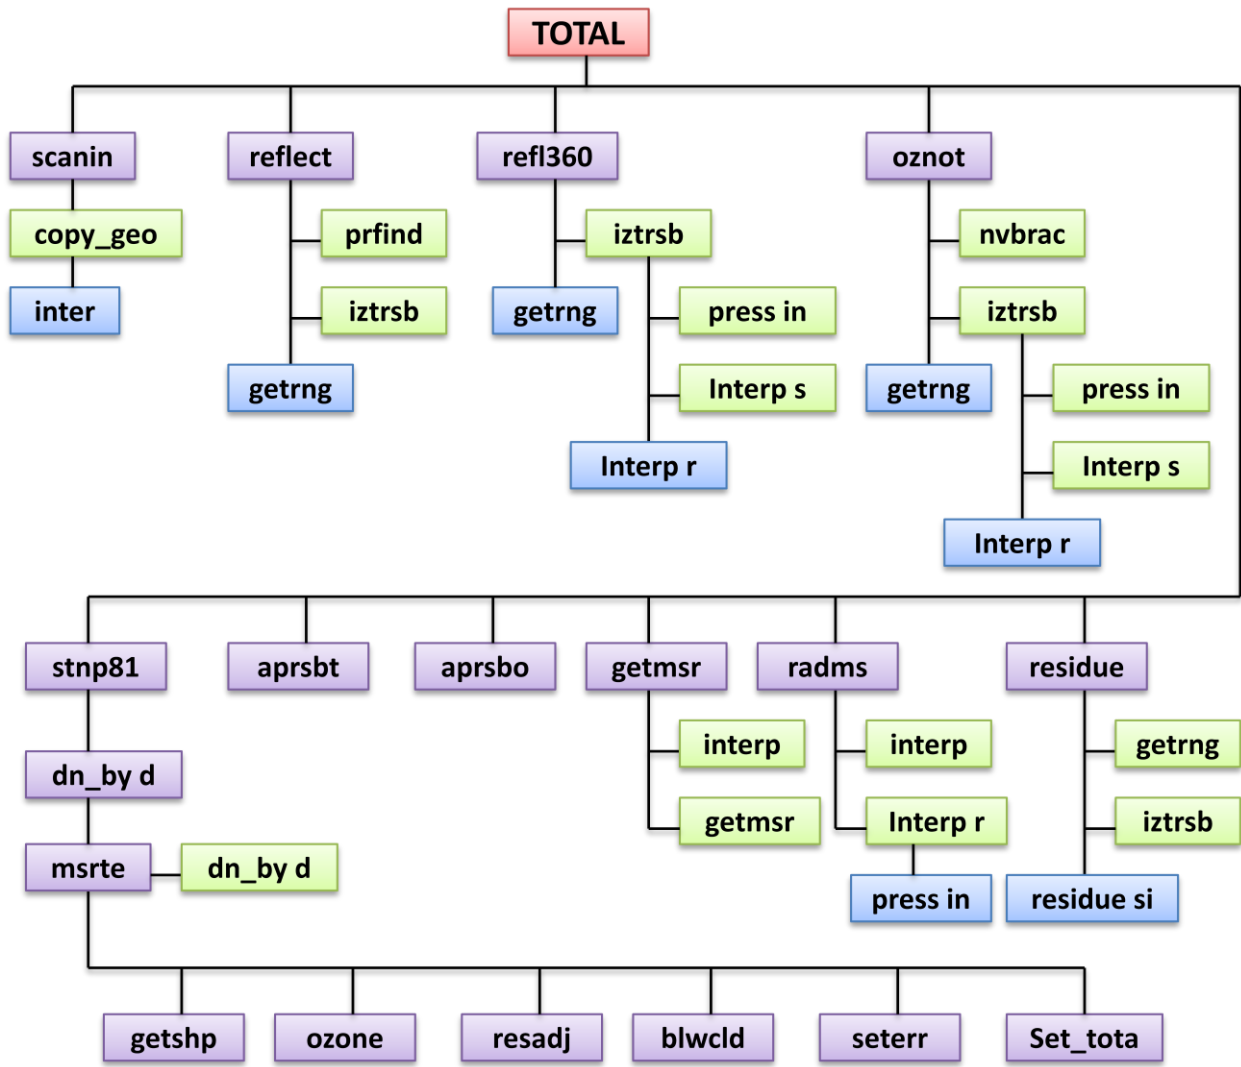 TOTAL
scanin
reflect
refl360
oznot
copy_geo
prfind
iztrsb
nvbrac
inter
iztrsb
getrng
press in
iztrsb
getrng
Interp s
getrng
press in
Interp r
Interp s
Interp r
stnp81
aprsbt
aprsbo
getmsr
radms
residue
dn_by d
interp
interp
getrng
msrte
dn_by d
getmsr
Interp r
iztrsb
press in
residue si
getshp
ozone
resadj
blwcld
seterr
Set_tota